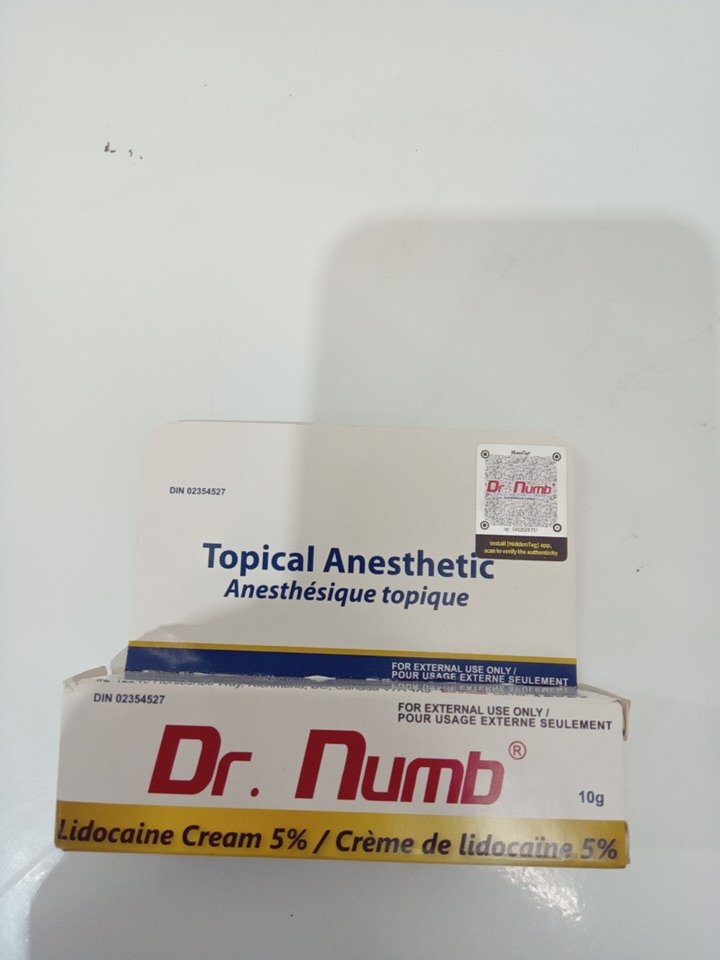 DIN 02354527
HiddenTag
Dr. Numb®
Install [HiddenTag] app,
scan to verify the authenticity
Topical Anesthetic
Anesthésique topique
FOR EXTERNAL USE ONLY /
POUR USAGE EXTERNE SEULEMENT
DIN 02354527
FOR EXTERNAL USE ONLY /
POUR USAGE EXTERNE SEULEMENT
Dr. Numb®
10g
Lidocaine Cream 5% / Crème de lidocaïne 5%